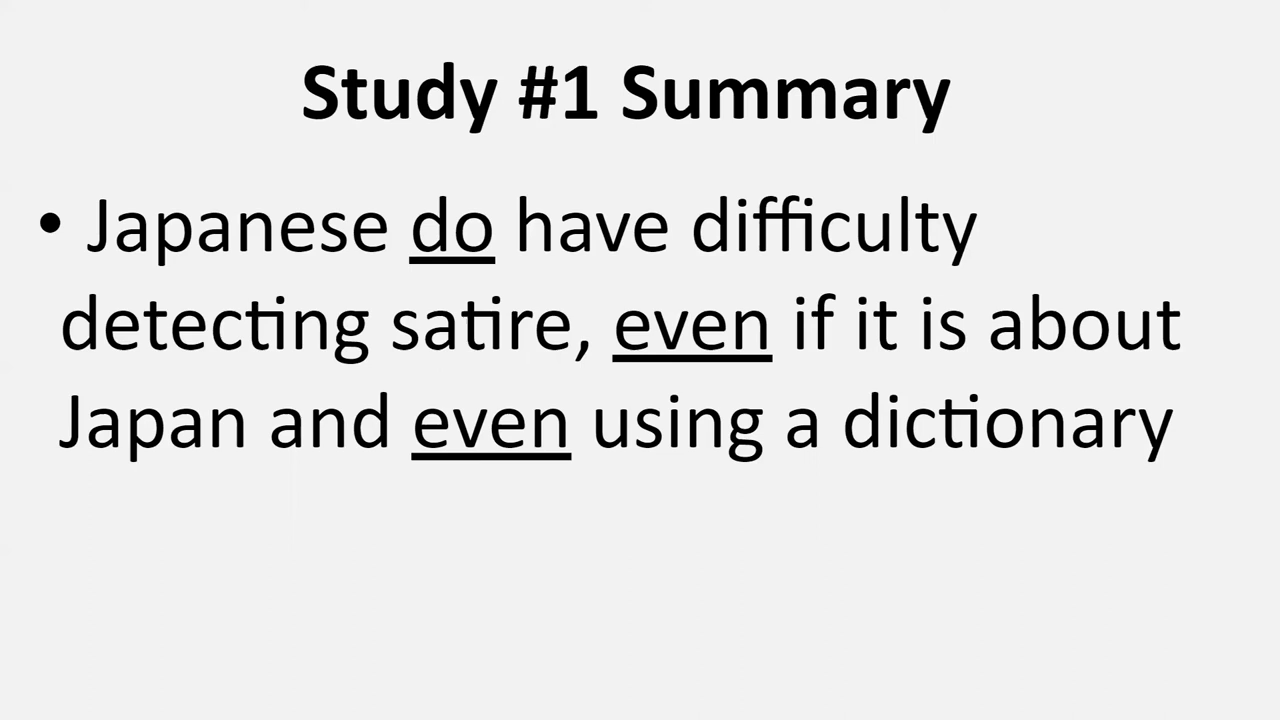 Study #1 Summary
• Japanese do have difficulty
detecting satire, even if it is about
Japan and even using a dictionary